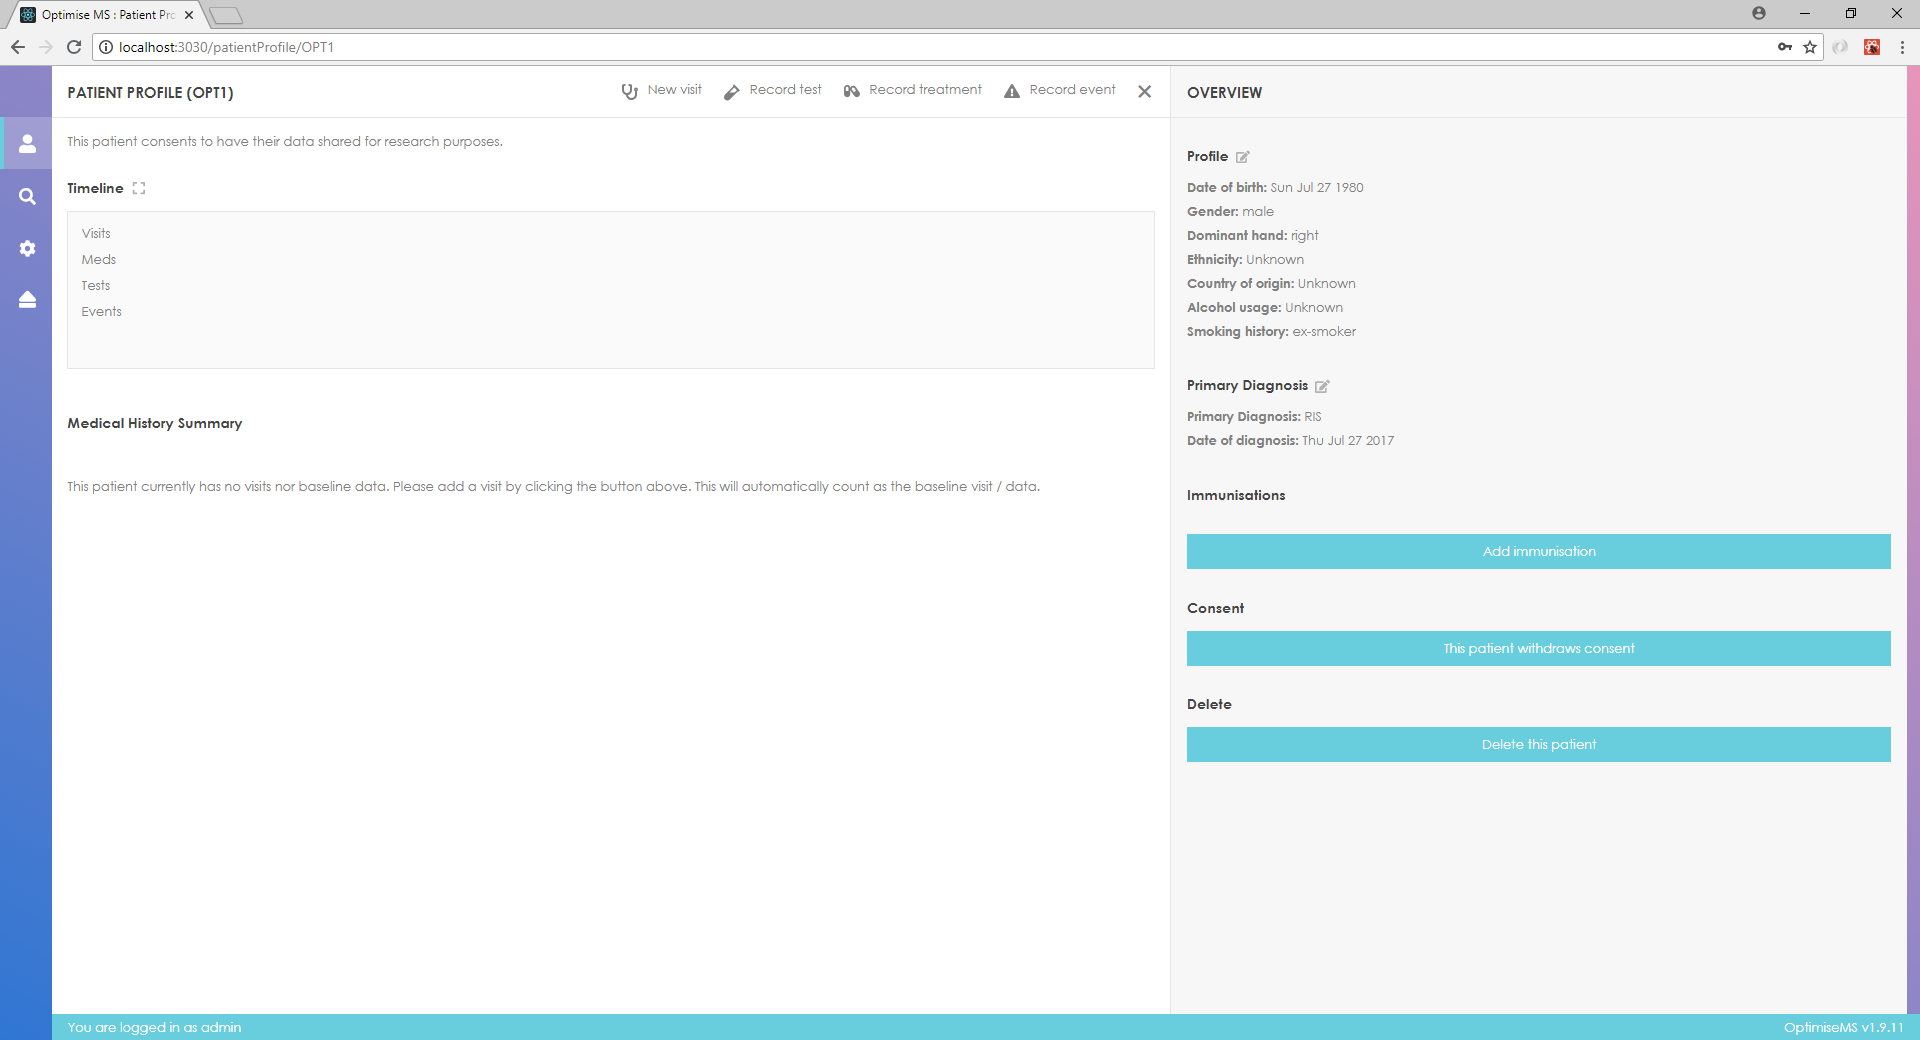 Optimise MS : Patient Pro
localhost:3030/patientProfile/OPT1
PATIENT PROFILE (OPT1)
New visit
Record test
Record treatment
Record event
This patient consents to have their data shared for research purposes.
Timeline
Visits
Meds
Tests
Events
Medical History Summary
This patient currently has no visits nor baseline data. Please add a visit by clicking the button above. This will automatically count as the baseline visit / data.
OVERVIEW
Profile
Date of birth: Sun Jul 27 1980
Gender: male
Dominant hand: right
Ethnicity: Unknown
Country of origin: Unknown
Alcohol usage: Unknown
Smoking history: ex-smoker
Primary Diagnosis
Primary Diagnosis: RIS
Date of diagnosis: Thu Jul 27 2017
Immunisations
Add immunisation
Consent
This patient withdraws consent
Delete
Delete this patient
You are logged in as admin
OptimiseMS v1.9.11